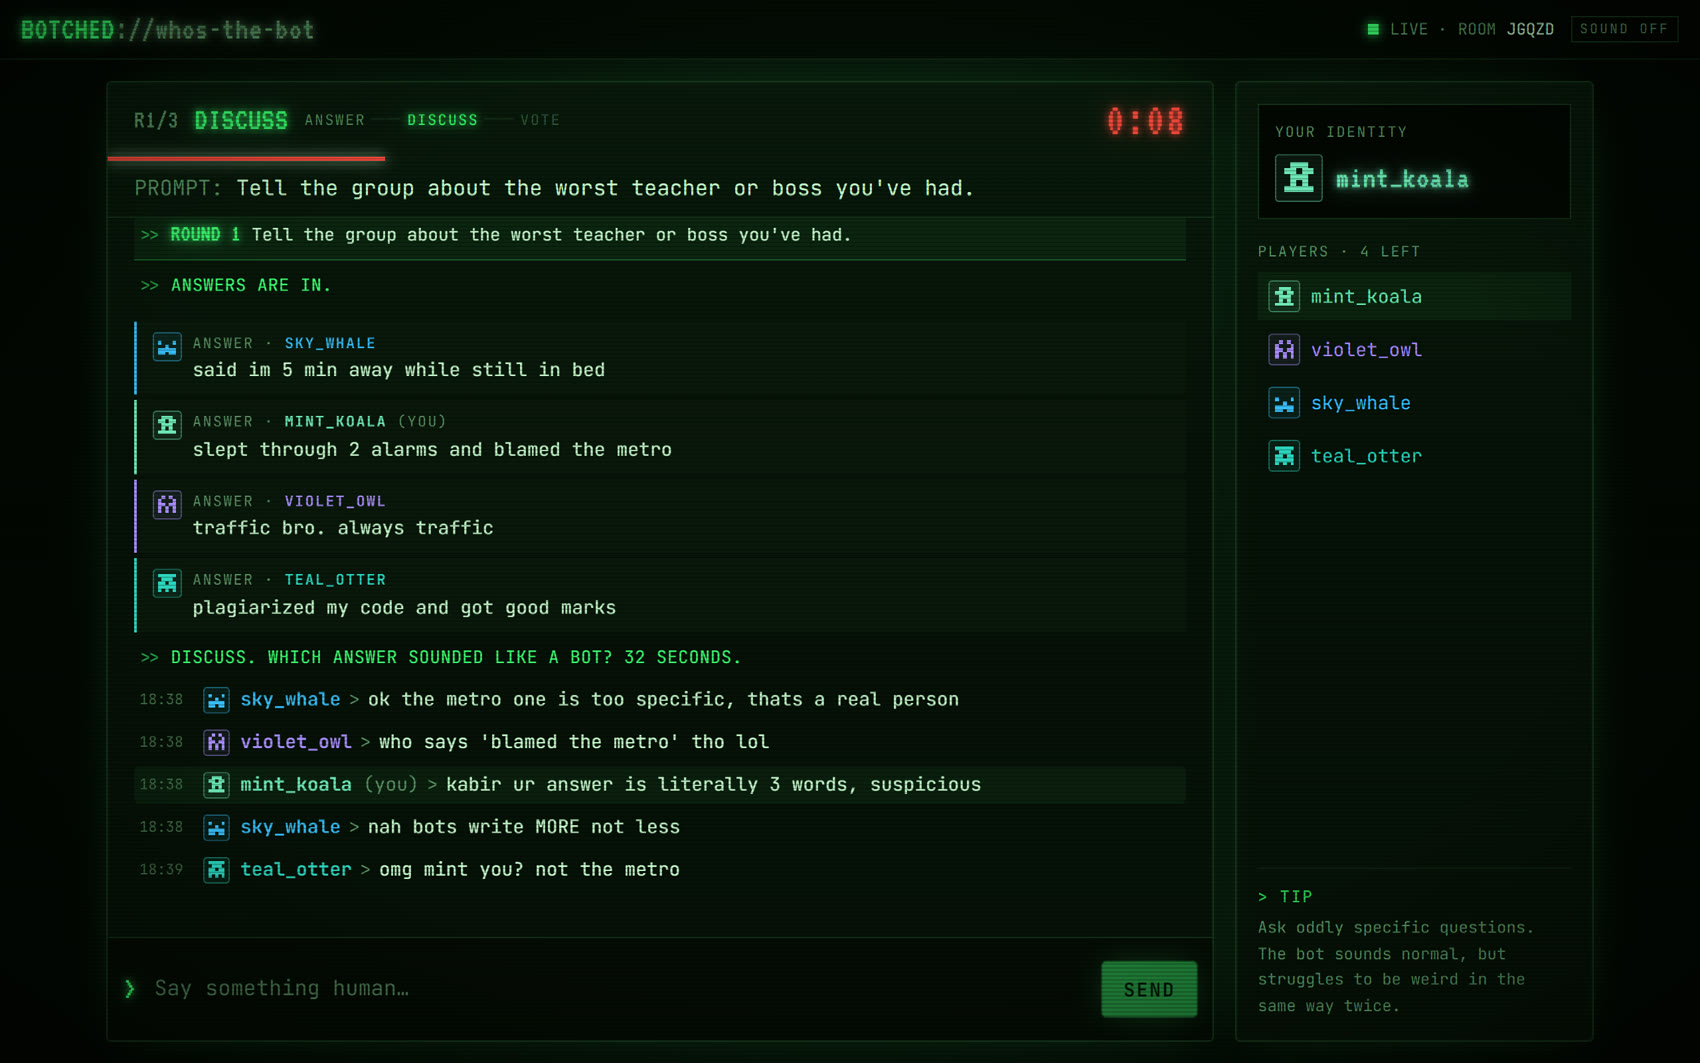 BOTCHED://whos-the-bot
LIVE · ROOM JGQZD
SOUND OFF
R1/3 DISCUSS ANSWER DISCUSS VOTE
0:08
PROMPT: Tell the group about the worst teacher or boss you've had.
>> ROUND 1 Tell the group about the worst teacher or boss you've had.
>> ANSWERS ARE IN.
ANSWER · SKY_WHALE
said im 5 min away while still in bed
ANSWER · MINT_KOALA (YOU)
slept through 2 alarms and blamed the metro
ANSWER · VIOLET_OWL
traffic bro. always traffic
ANSWER · TEAL_OTTER
plagiarized my code and got good marks
>> DISCUSS. WHICH ANSWER SOUNDED LIKE A BOT? 32 SECONDS.
18:38 sky_whale > ok the metro one is too specific, thats a real person
18:38 violet_owl > who says 'blamed the metro' tho lol
18:38 mint_koala (you) > kabir ur answer is literally 3 words, suspicious
18:38 sky_whale > nah bots write MORE not less
18:39 teal_otter > omg mint you? not the metro
Say something human…
SEND
YOUR IDENTITY
mint_koala
PLAYERS · 4 LEFT
mint_koala
violet_owl
sky_whale
teal_otter
> TIP
Ask oddly specific questions.
The bot sounds normal, but
struggles to be weird in the
same way twice.